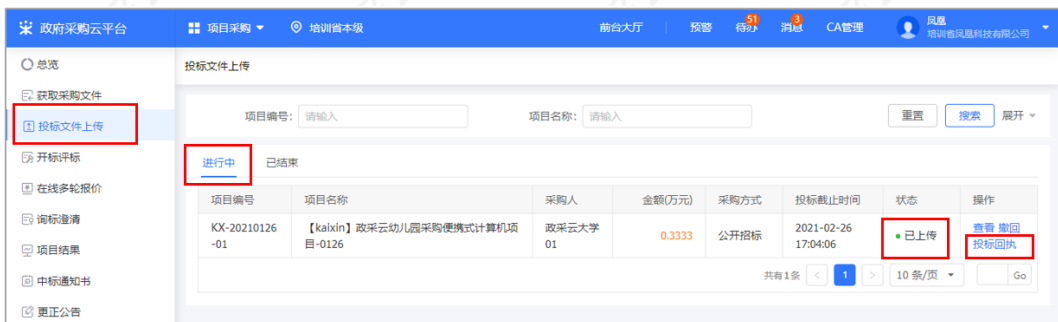 政府采购云平台 项目采购 培训省本级 前台大厅 预警 待办 51 消息 3 CA管理 凤凰
培训省凤凰科技有限公司
总览
获取采购文件
投标文件上传
开标评标
在线多轮报价
询标澄清
项目结果
中标通知书
更正公告
投标文件上传
项目编号: 请输入 项目名称: 请输入 重置 搜索 展开
进行中 已结束
项目编号 项目名称 采购人 金额(万元) 采购方式 投标截止时间 状态 操作
KX-20210126 【kaixin】政采云幼儿园采购便携式计算机项 政采云大学 0.3333 公开招标 2021-02-26 已上传 查看 撤回
-01 目-0126 01 17:04:06 投标回执
共有1条 < 1 > 10 条/页 Go